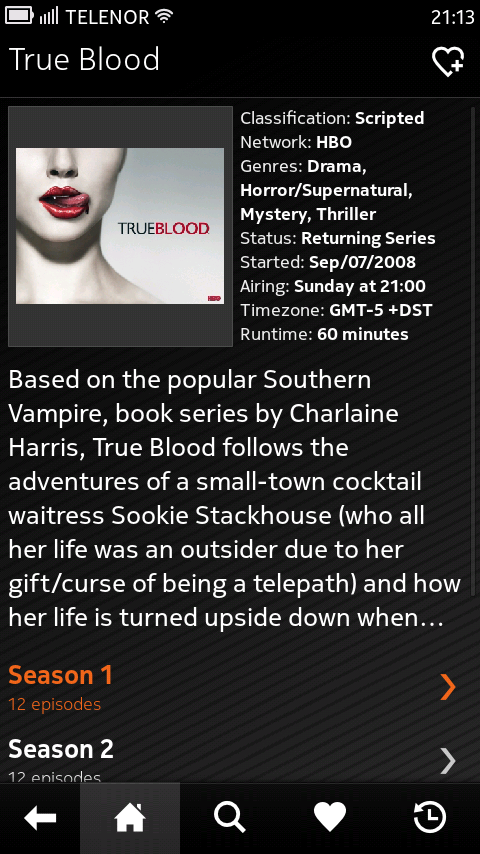 TELENOR 21:13
True Blood
Classification: Scripted
Network: HBO
Genres: Drama,
Horror/Supernatural,
Mystery, Thriller
Status: Returning Series
Started: Sep/07/2008
Airing: Sunday at 21:00
Timezone: GMT-5 +DST
Runtime: 60 minutes
TRUEBLOOD
HBO
Based on the popular Southern
Vampire, book series by Charlaine
Harris, True Blood follows the
adventures of a small-town cocktail
waitress Sookie Stackhouse (who all
her life was an outsider due to her
gift/curse of being a telepath) and how
her life is turned upside down when...
Season 1
12 episodes
Season 2
12 episodes